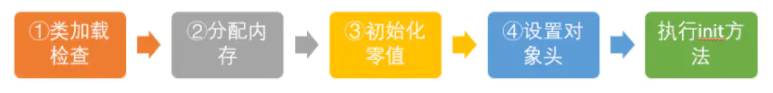 ①类加载
检查
②分配内
存
③初始化
零值
④设置对
象头
执行init方
法